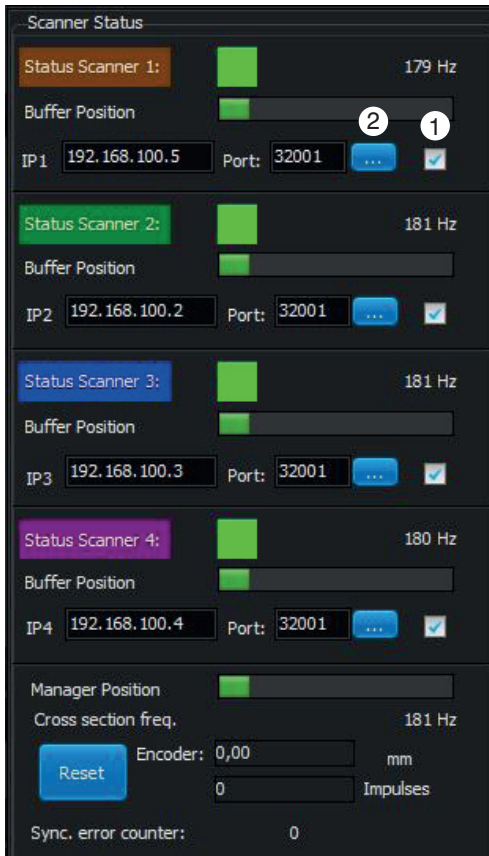 Scanner Status
Status Scanner 1: 179 Hz
Buffer Position
2 1
IP1 192.168.100.5 Port: 32001 ...
Status Scanner 2: 181 Hz
Buffer Position
IP2 192.168.100.2 Port: 32001 ...
Status Scanner 3: 181 Hz
Buffer Position
IP3 192.168.100.3 Port: 32001 ...
Status Scanner 4: 180 Hz
Buffer Position
IP4 192.168.100.4 Port: 32001 ...
Manager Position
Cross section freq. 181 Hz
Encoder: 0,00 mm
Reset
0 Impulses
Sync. error counter: 0